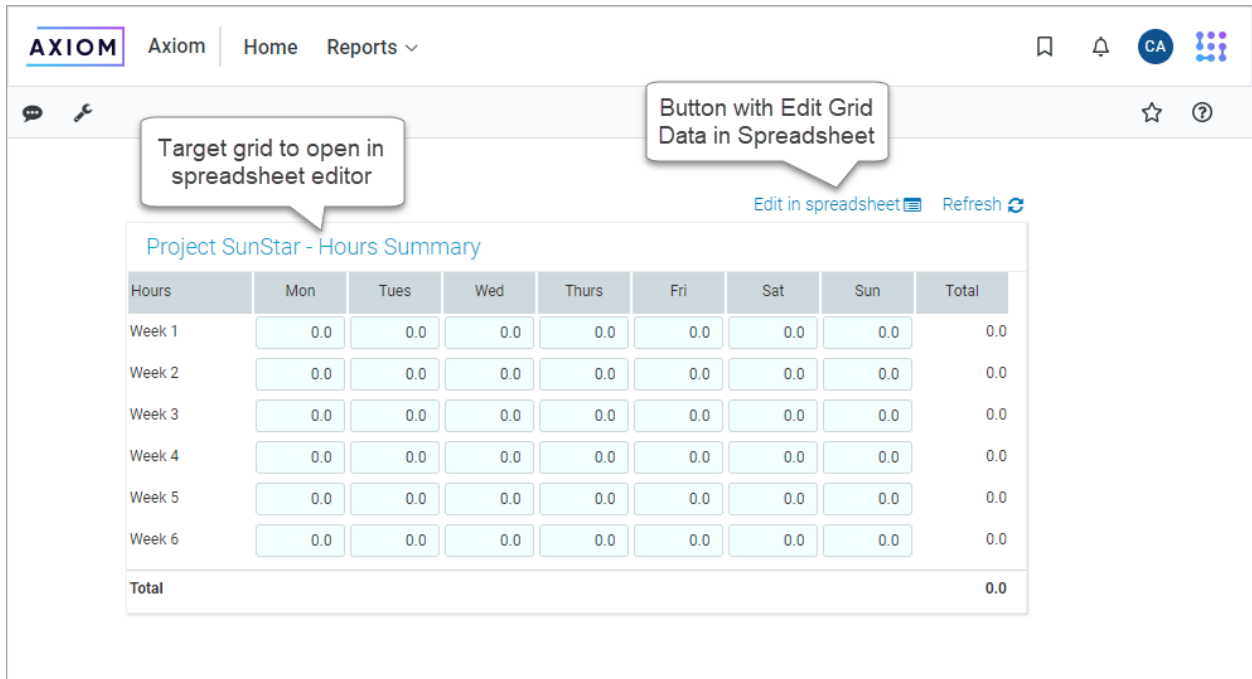 AXIOM Axiom Home Reports CA
Button with Edit Grid
Data in Spreadsheet
Target grid to open in
spreadsheet editor
Edit in spreadsheet Refresh
Project SunStar - Hours Summary
Hours Mon Tues Wed Thurs Fri Sat Sun Total
Week 1 0.0 0.0 0.0 0.0 0.0 0.0 0.0 0.0
Week 2 0.0 0.0 0.0 0.0 0.0 0.0 0.0 0.0
Week 3 0.0 0.0 0.0 0.0 0.0 0.0 0.0 0.0
Week 4 0.0 0.0 0.0 0.0 0.0 0.0 0.0 0.0
Week 5 0.0 0.0 0.0 0.0 0.0 0.0 0.0 0.0
Week 6 0.0 0.0 0.0 0.0 0.0 0.0 0.0 0.0
Total 0.0